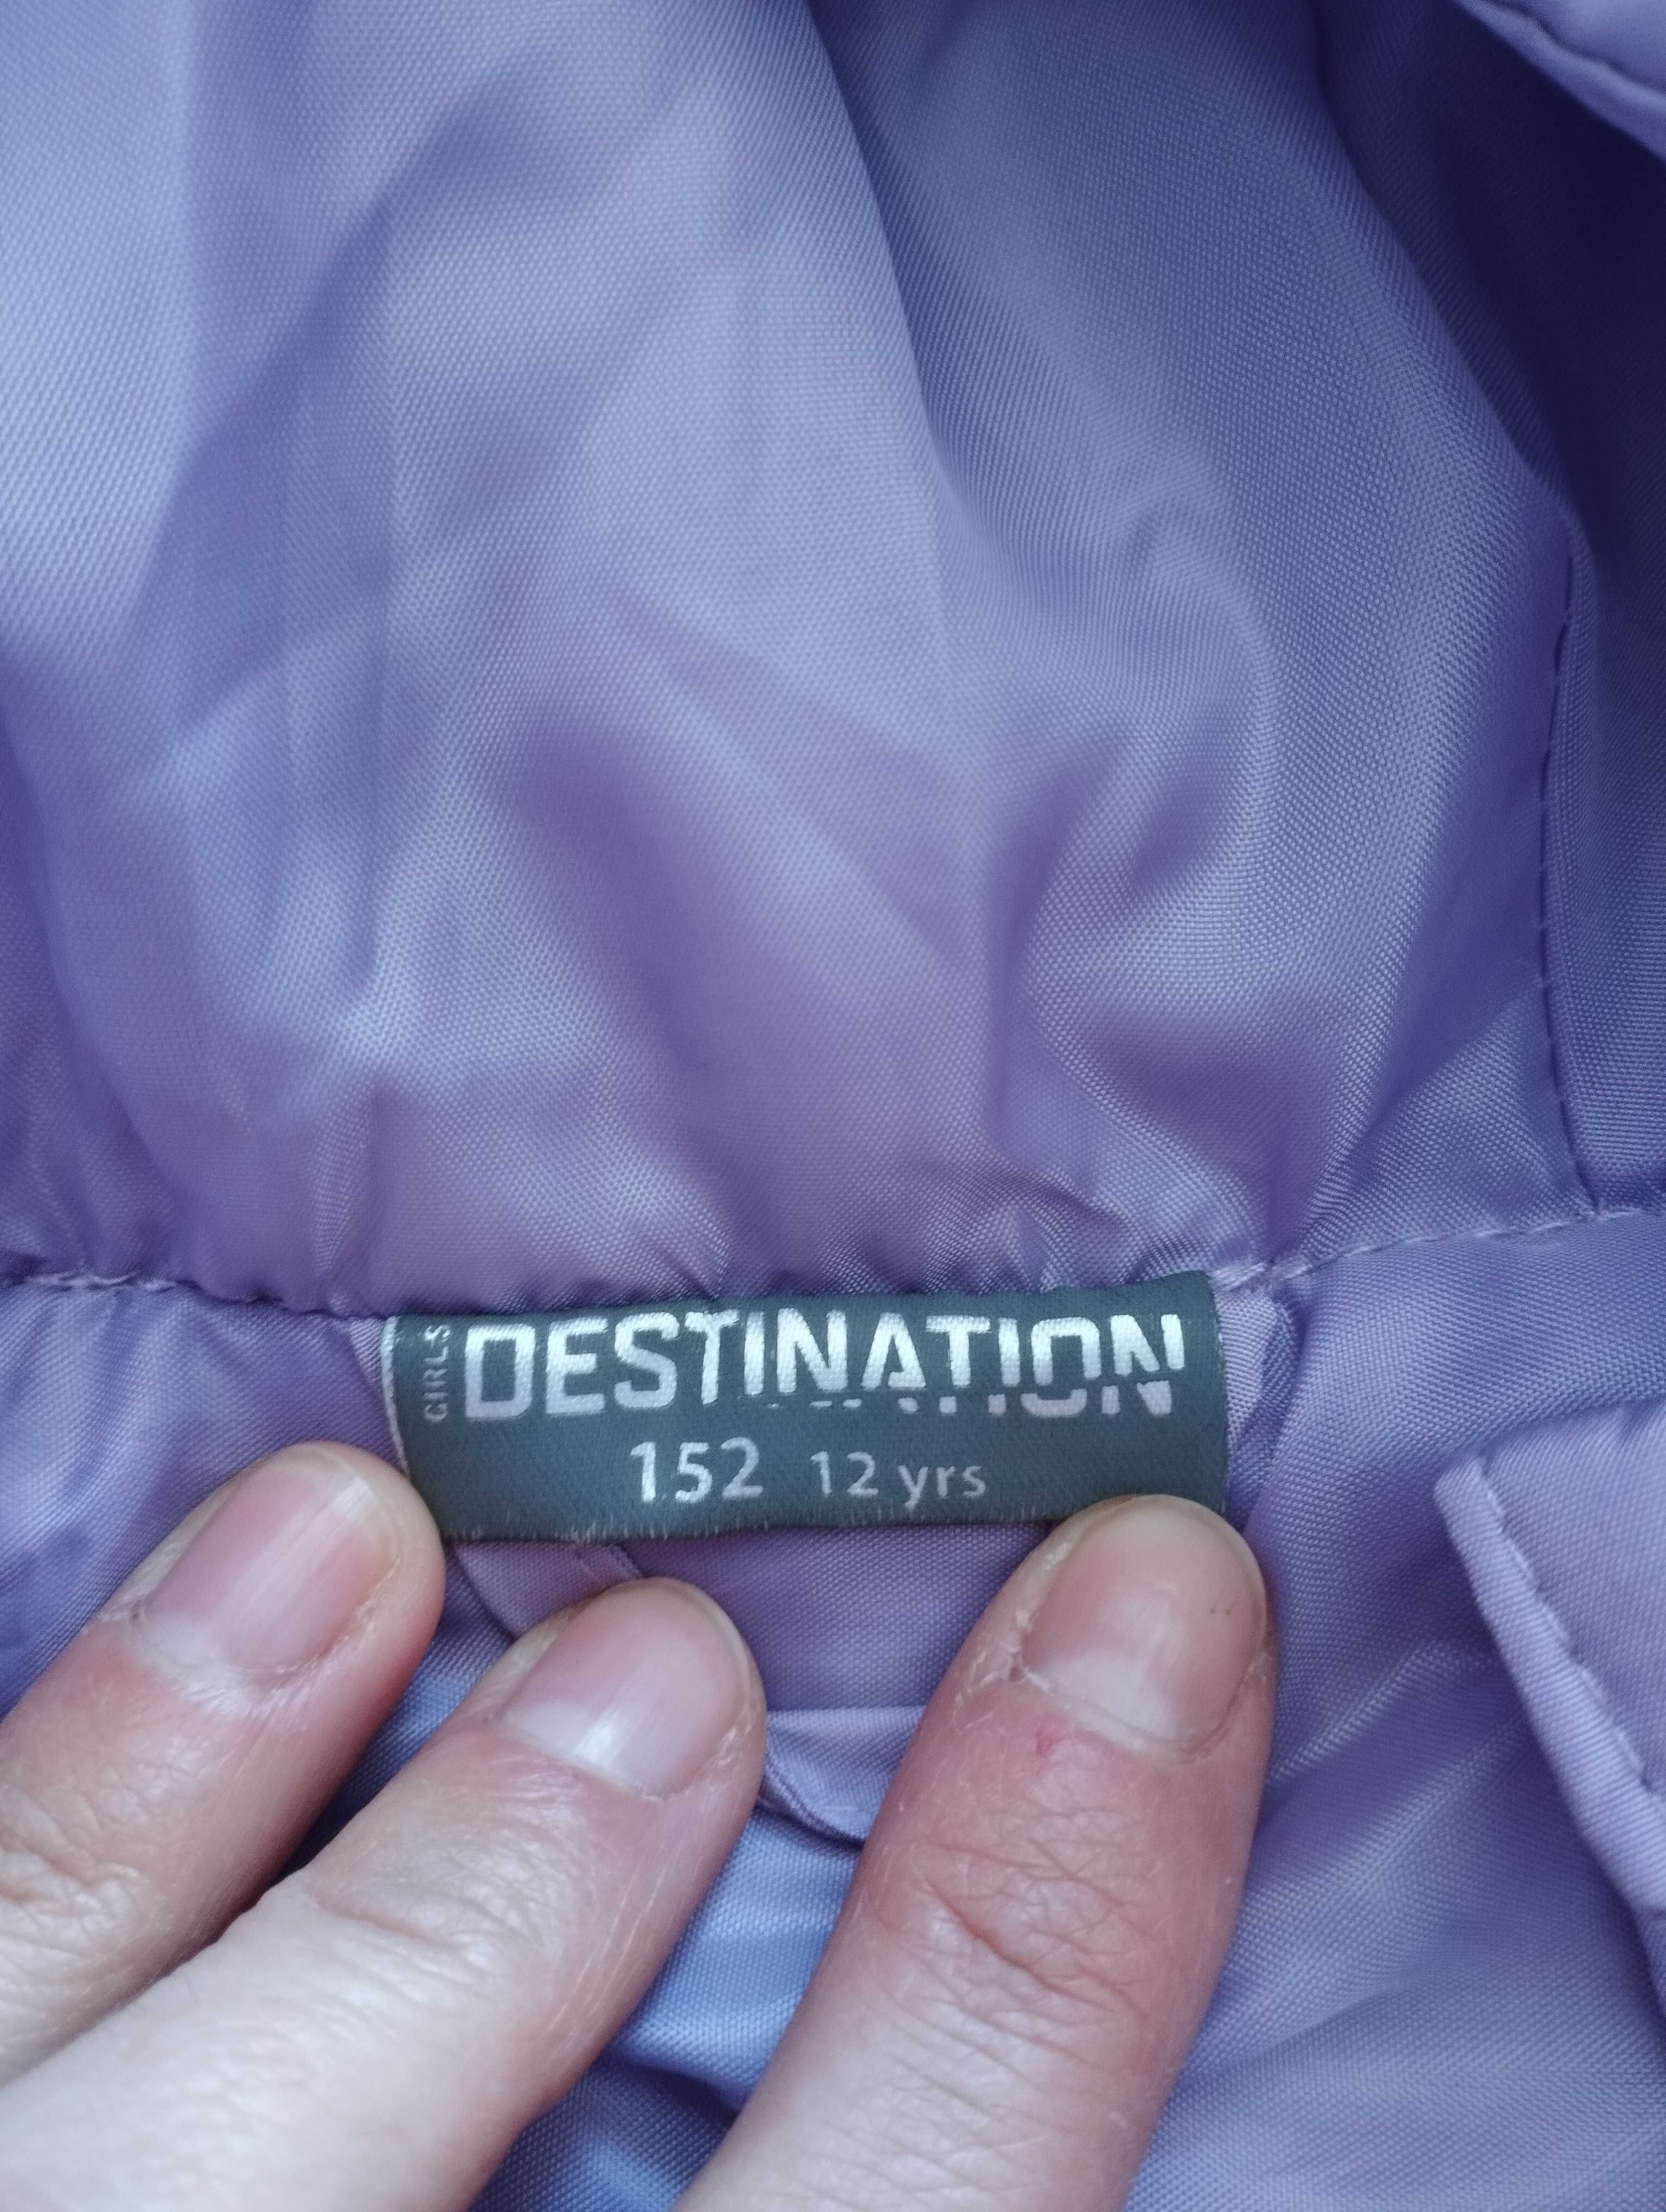 GIRLS
DESTINATION
152 12 yrs